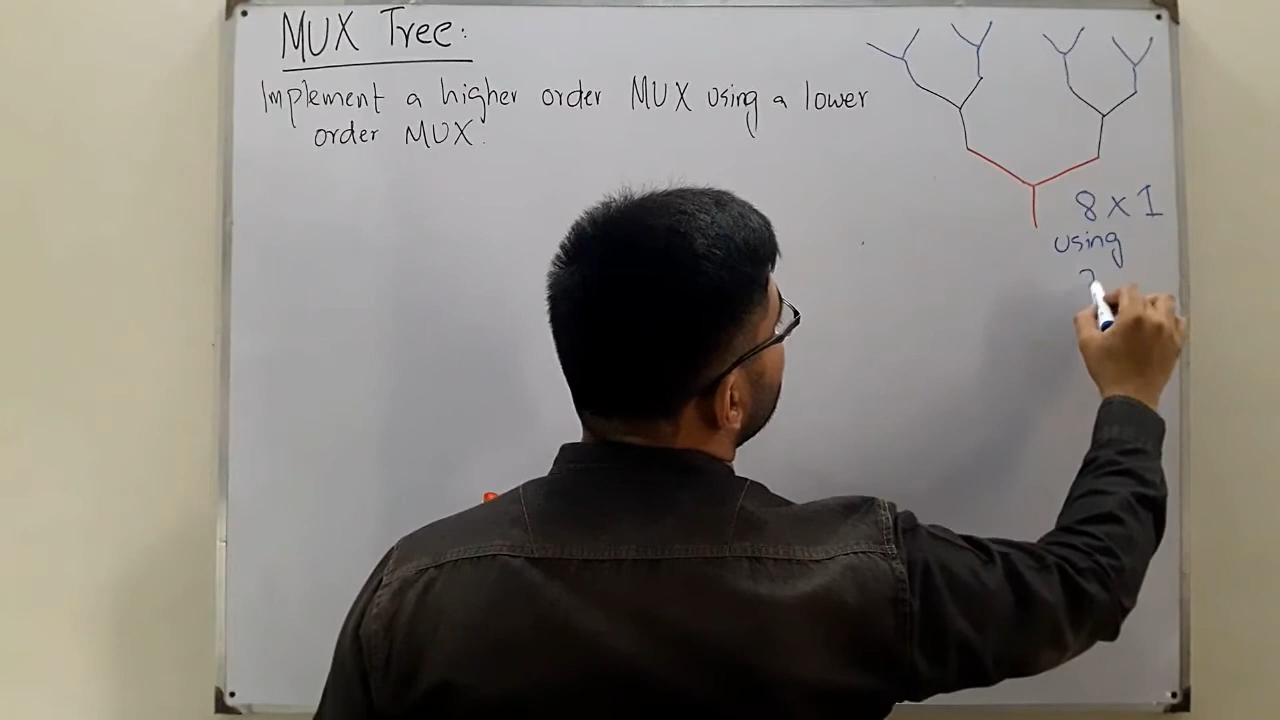 MUX Tree:
Implement a higher order MUX using a lower
order MUX.
8 x 1
using